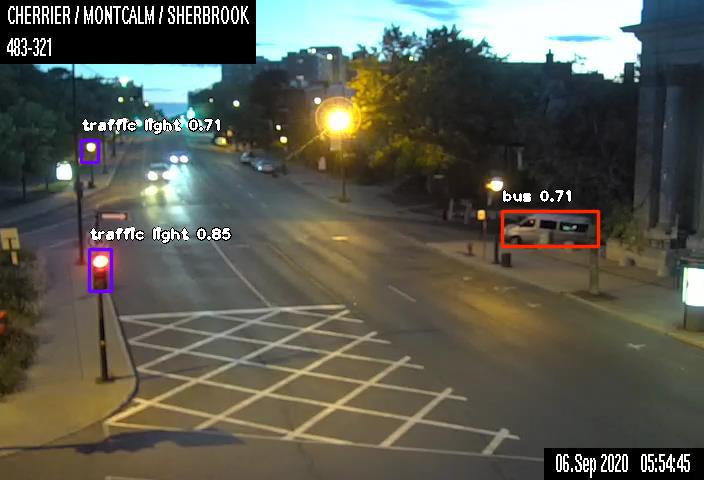 CHERRIER / MONTCALM / SHERBROOK
483-321
traffic light 0.71
bus 0.71
traffic light 0.85
06.Sep 2020 05:54:45